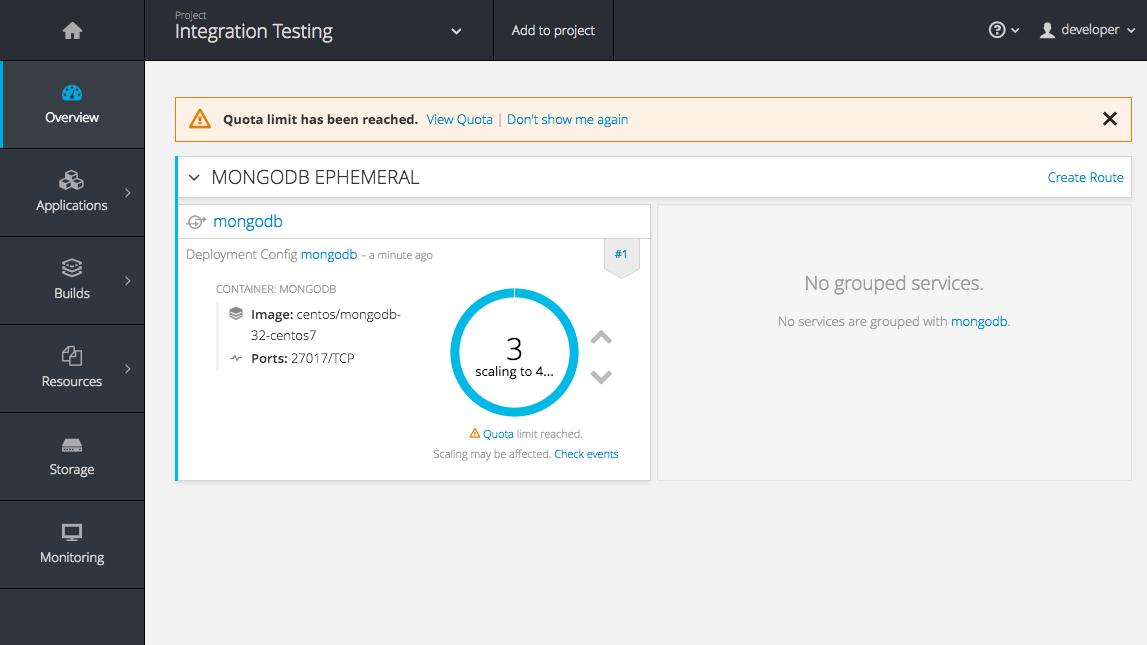 Project
Integration Testing
Add to project
developer
Overview
Applications
Builds
Resources
Storage
Monitoring
Quota limit has been reached. View Quota | Don't show me again
MONGODB EPHEMERAL
Create Route
mongodb
Deployment Config mongodb – a minute ago
#1
CONTAINER: MONGODB
Image: centos/mongodb-
32-centos7
Ports: 27017/TCP
3
scaling to 4...
Quota limit reached.
Scaling may be affected. Check events
No grouped services.
No services are grouped with mongodb.